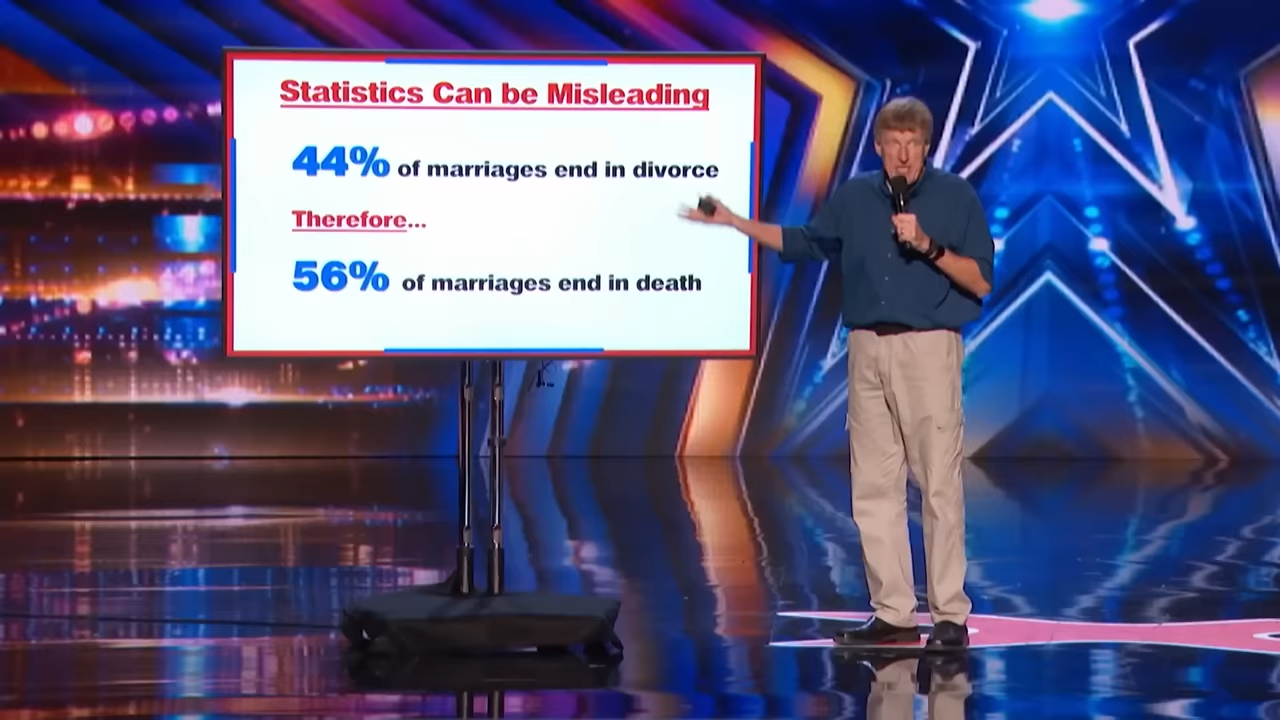 Statistics Can be Misleading
44% of marriages end in divorce
Therefore...
56% of marriages end in death